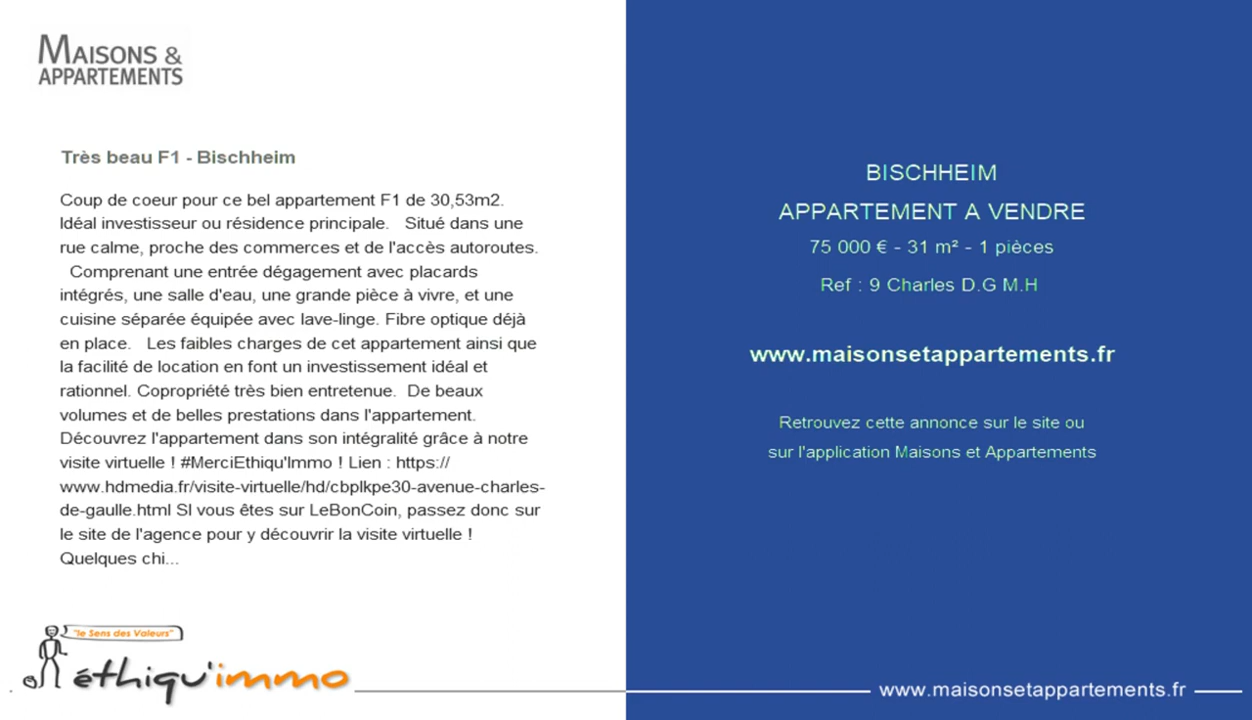 MAISONS &
APPARTEMENTS
Très beau F1 - Bischheim
Coup de coeur pour ce bel appartement F1 de 30,53m2.
Idéal investisseur ou résidence principale.   Situé dans une
rue calme, proche des commerces et de l'accès autoroutes.
Comprenant une entrée dégagement avec placards
intégrés, une salle d'eau, une grande pièce à vivre, et une
cuisine séparée équipée avec lave-linge. Fibre optique déjà
en place.   Les faibles charges de cet appartement ainsi que
la facilité de location en font un investissement idéal et
rationnel. Copropriété très bien entretenue.  De beaux
volumes et de belles prestations dans l'appartement.
Découvrez l'appartement dans son intégralité grâce à notre
visite virtuelle ! #MerciEthiqu'Immo ! Lien : https://
www.hdmedia.fr/visite-virtuelle/hd/cbplkpe30-avenue-charles-
de-gaulle.html SI vous êtes sur LeBonCoin, passez donc sur
le site de l'agence pour y découvrir la visite virtuelle !
Quelques chi...
"le Sens des Valeurs"
éthiqu'immo
BISCHHEIM
APPARTEMENT A VENDRE
75 000 € - 31 m² - 1 pièces
Ref : 9 Charles D.G M.H
www.maisonsetappartements.fr
Retrouvez cette annonce sur le site ou
sur l'application Maisons et Appartements
www.maisonsetappartements.fr